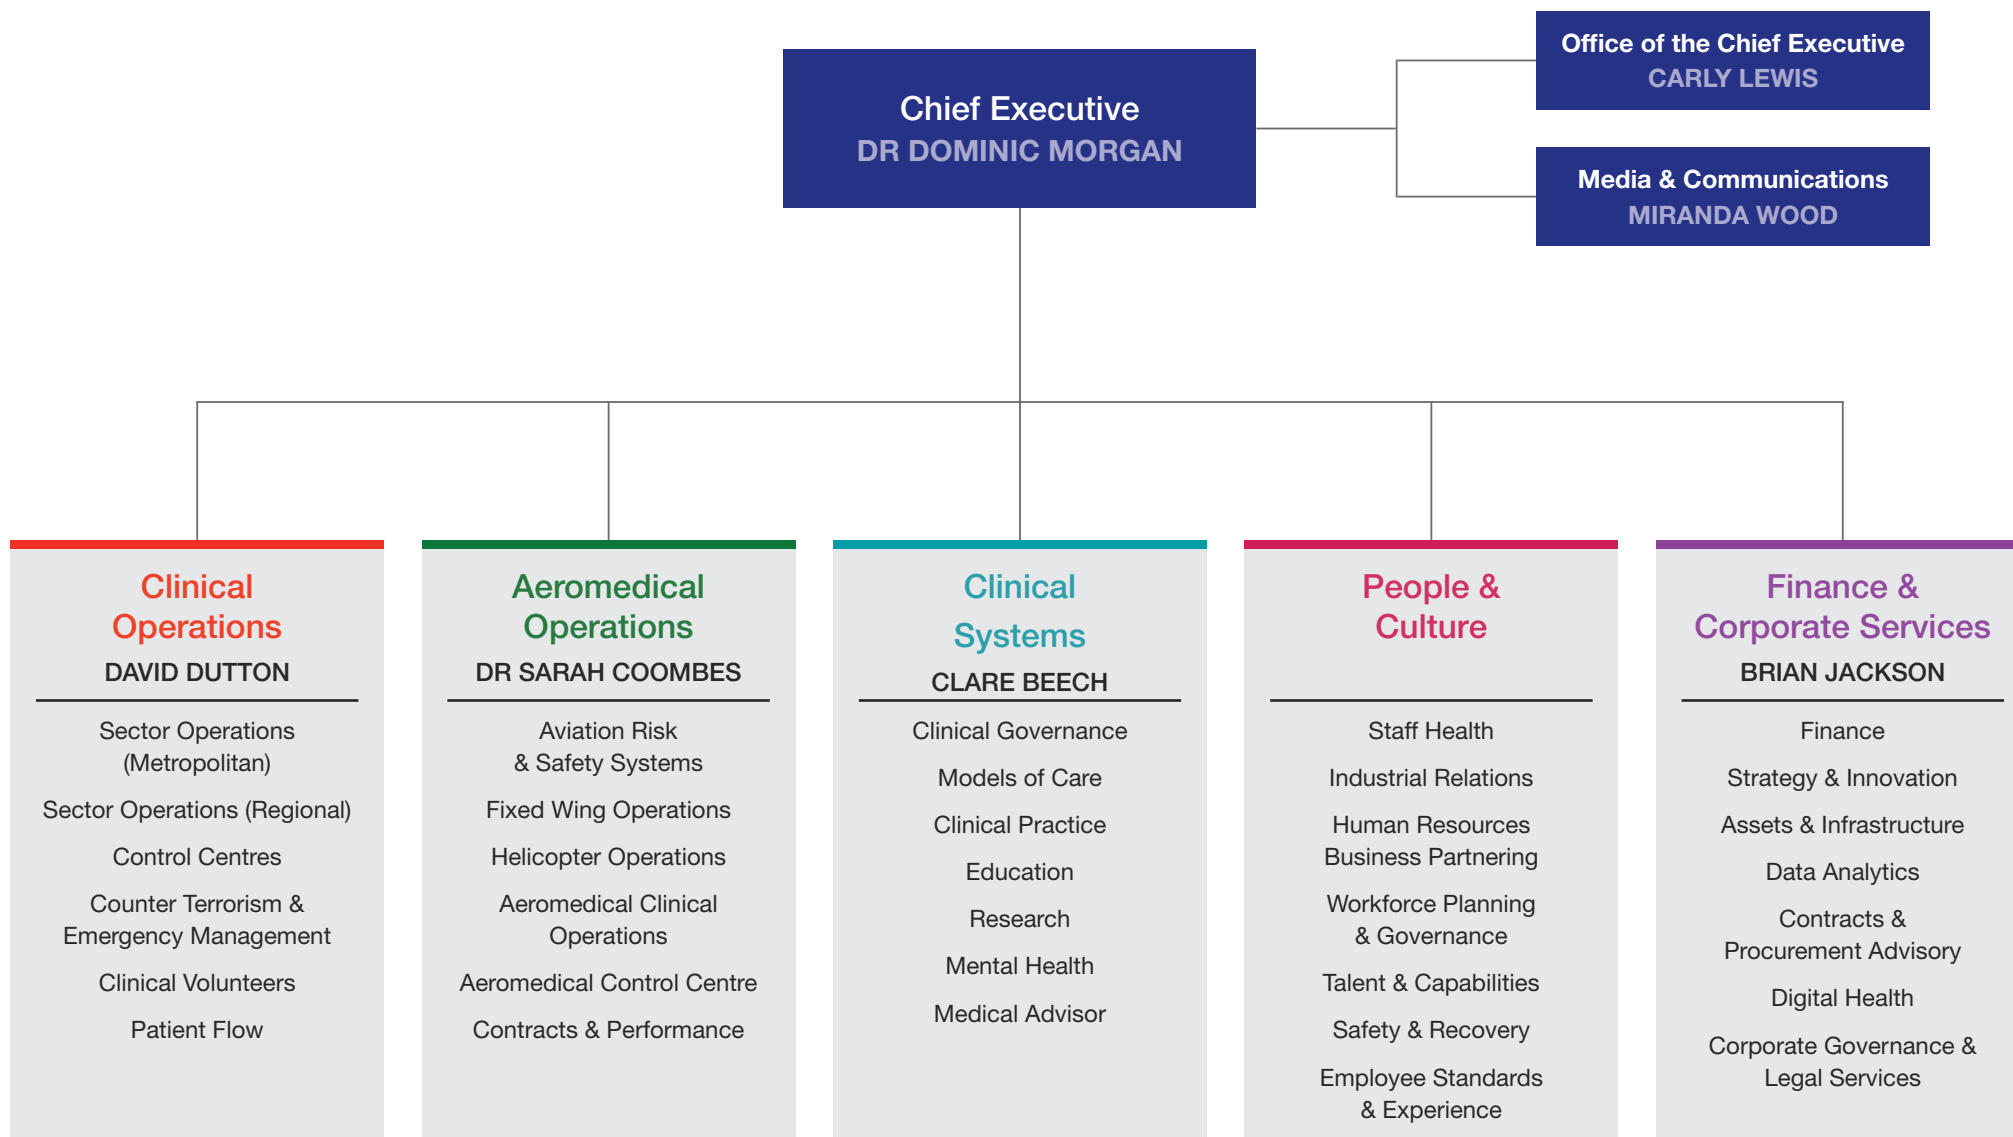 Office of the Chief Executive
CARLY LEWIS
Chief Executive
DR DOMINIC MORGAN
Media & Communications
MIRANDA WOOD
Clinical
Operations
DAVID DUTTON
Sector Operations
(Metropolitan)
Sector Operations (Regional)
Control Centres
Counter Terrorism &
Emergency Management
Clinical Volunteers
Patient Flow
Aeromedical
Operations
DR SARAH COOMBES
Aviation Risk
& Safety Systems
Fixed Wing Operations
Helicopter Operations
Aeromedical Clinical
Operations
Aeromedical Control Centre
Contracts & Performance
Clinical
Systems
CLARE BEECH
Clinical Governance
Models of Care
Clinical Practice
Education
Research
Mental Health
Medical Advisor
People &
Culture
Staff Health
Industrial Relations
Human Resources
Business Partnering
Workforce Planning
& Governance
Talent & Capabilities
Safety & Recovery
Employee Standards
& Experience
Finance &
Corporate Services
BRIAN JACKSON
Finance
Strategy & Innovation
Assets & Infrastructure
Data Analytics
Contracts &
Procurement Advisory
Digital Health
Corporate Governance &
Legal Services